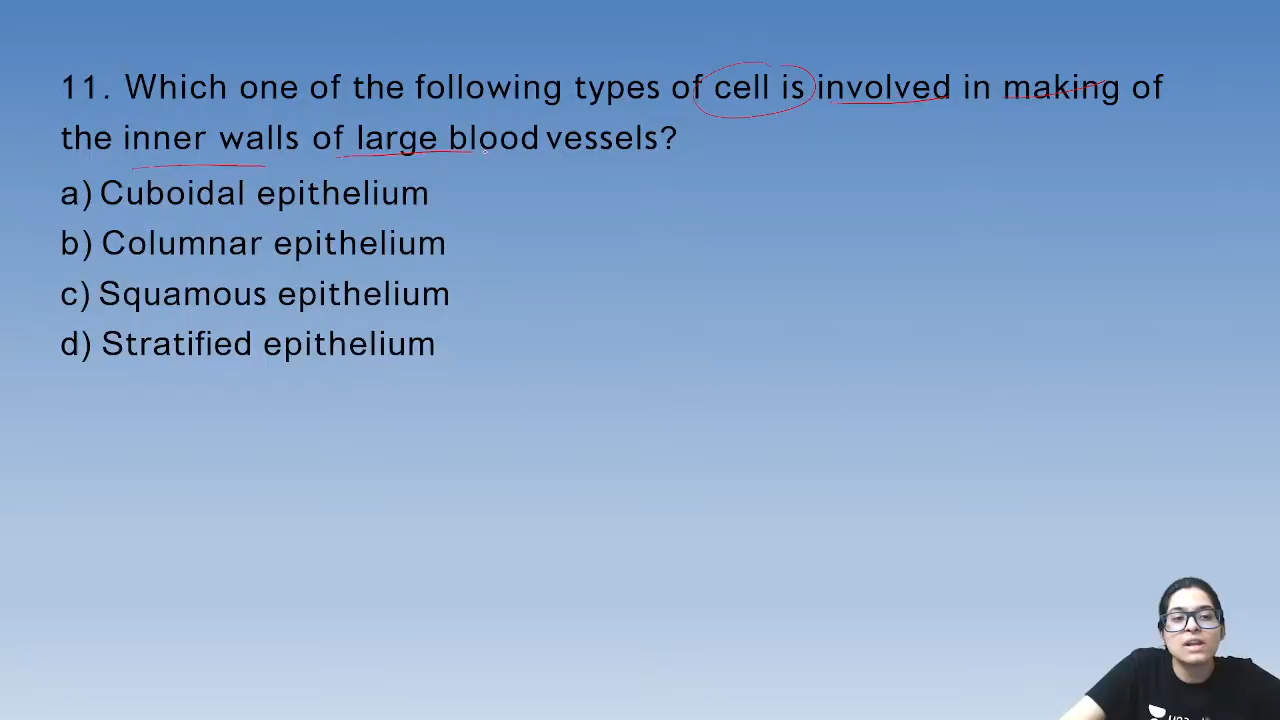 11. Which one of the following types of cell is involved in making of
the inner walls of large blood vessels?
a) Cuboidal epithelium
b) Columnar epithelium
c) Squamous epithelium
d) Stratified epithelium